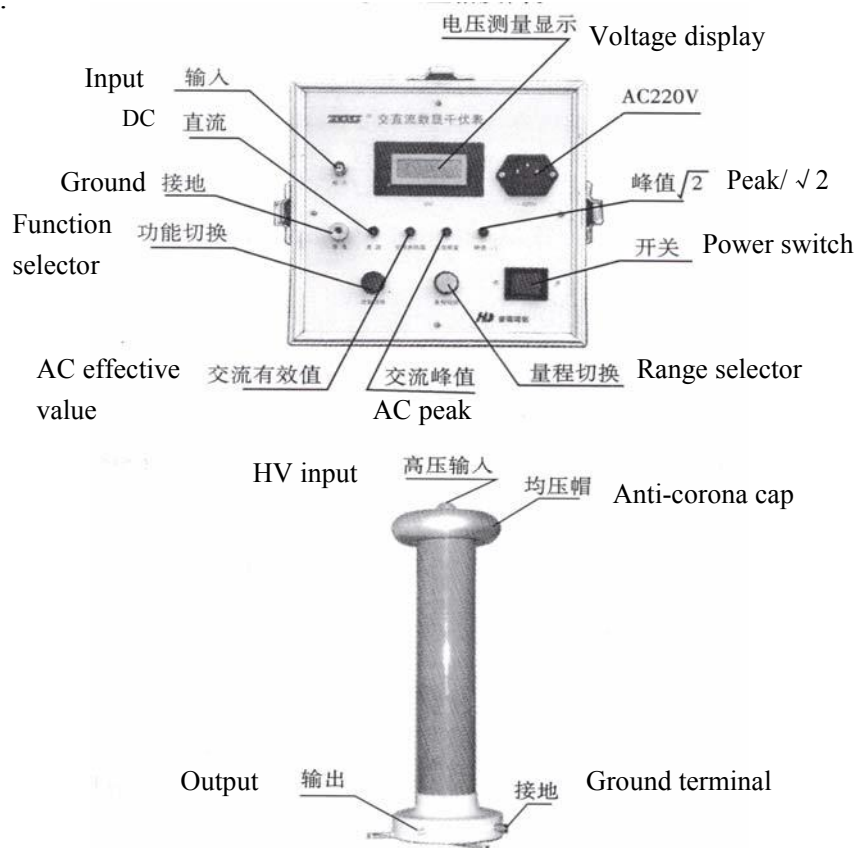 电压测量显示 Voltage display
Input 输入
AC220V
DC 直流
交直流数显千伏表
Ground 接地
峰值√2 Peak/ √2
Function
selector
功能切换
开关 Power switch
AC effective
value
交流有效值
交流峰值
AC peak
量程切换 Range selector
HV input 高压输入
均压帽 Anti-corona cap
Output 输出
接地 Ground terminal